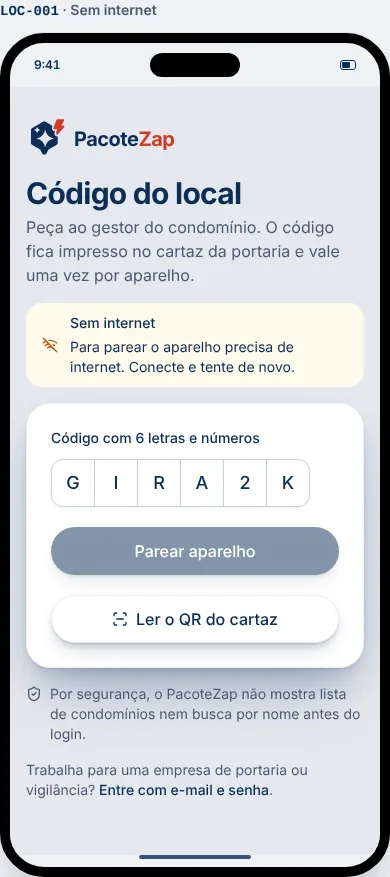 LOC-001 · Sem internet
9:41
PacoteZap
Código do local
Peça ao gestor do condomínio. O código
fica impresso no cartaz da portaria e vale
uma vez por aparelho.
Sem internet
Para parear o aparelho precisa de
internet. Conecte e tente de novo.
Código com 6 letras e números
G I R A 2 K
Parear aparelho
Ler o QR do cartaz
Por segurança, o PacoteZap não mostra lista
de condomínios nem busca por nome antes do
login.
Trabalha para uma empresa de portaria ou
vigilância? Entre com e-mail e senha.